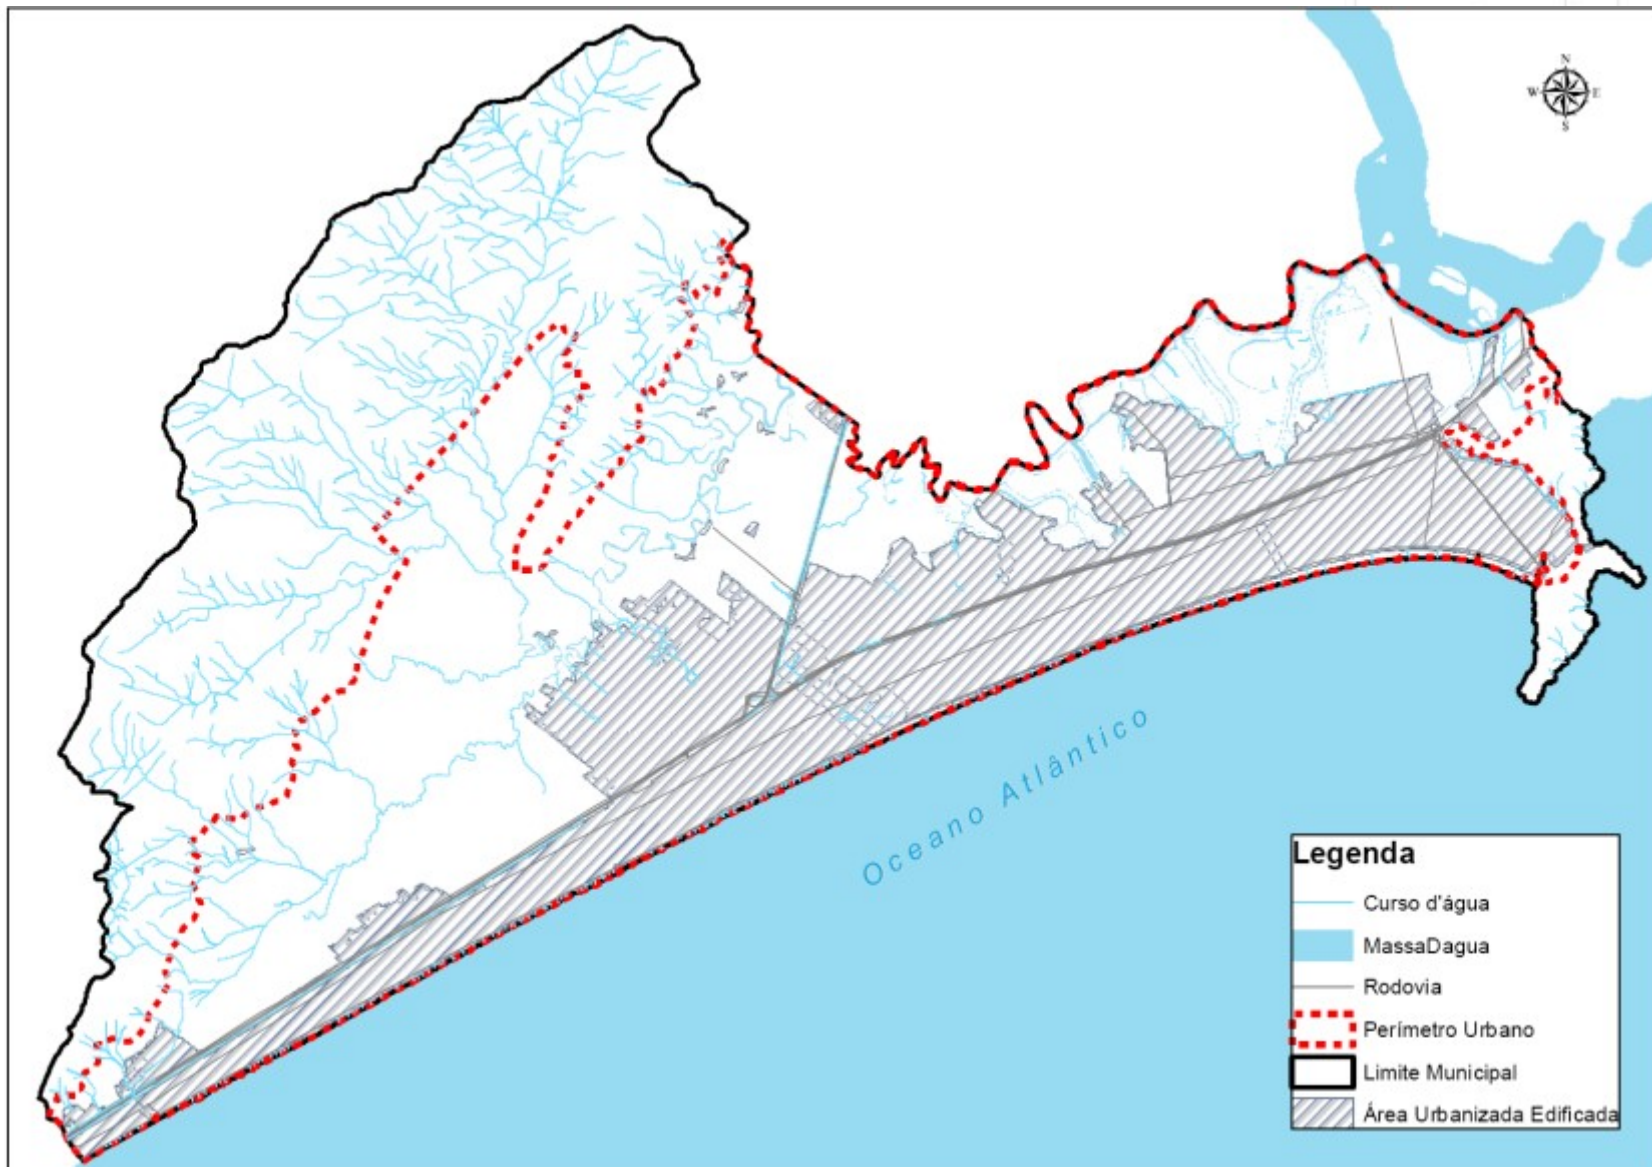 N
W E
S
Oceano Atlântico
Legenda
Curso d'água
MassaDagua
Rodovia
Perímetro Urbano
Limite Municipal
Área Urbanizada Edificada